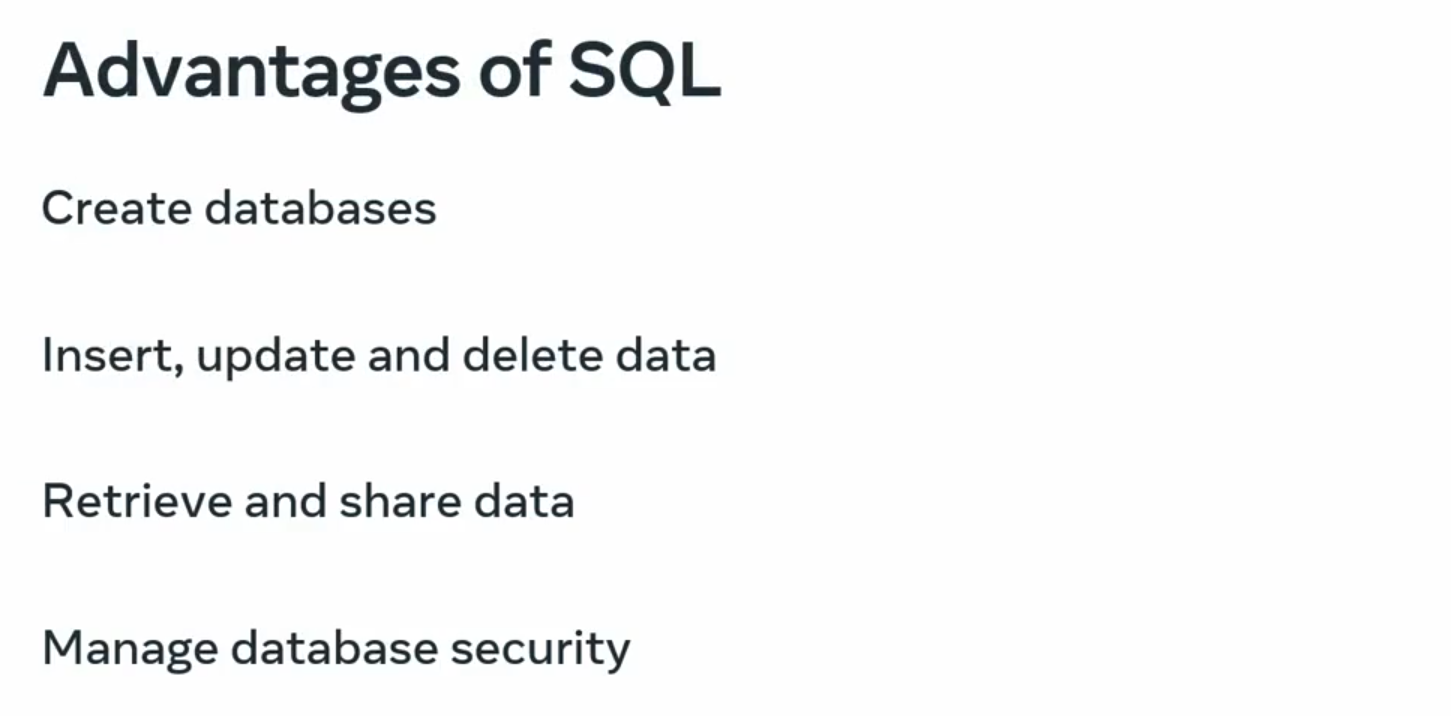 Advantages of SQL
Create databases
Insert, update and delete data
Retrieve and share data
Manage database security